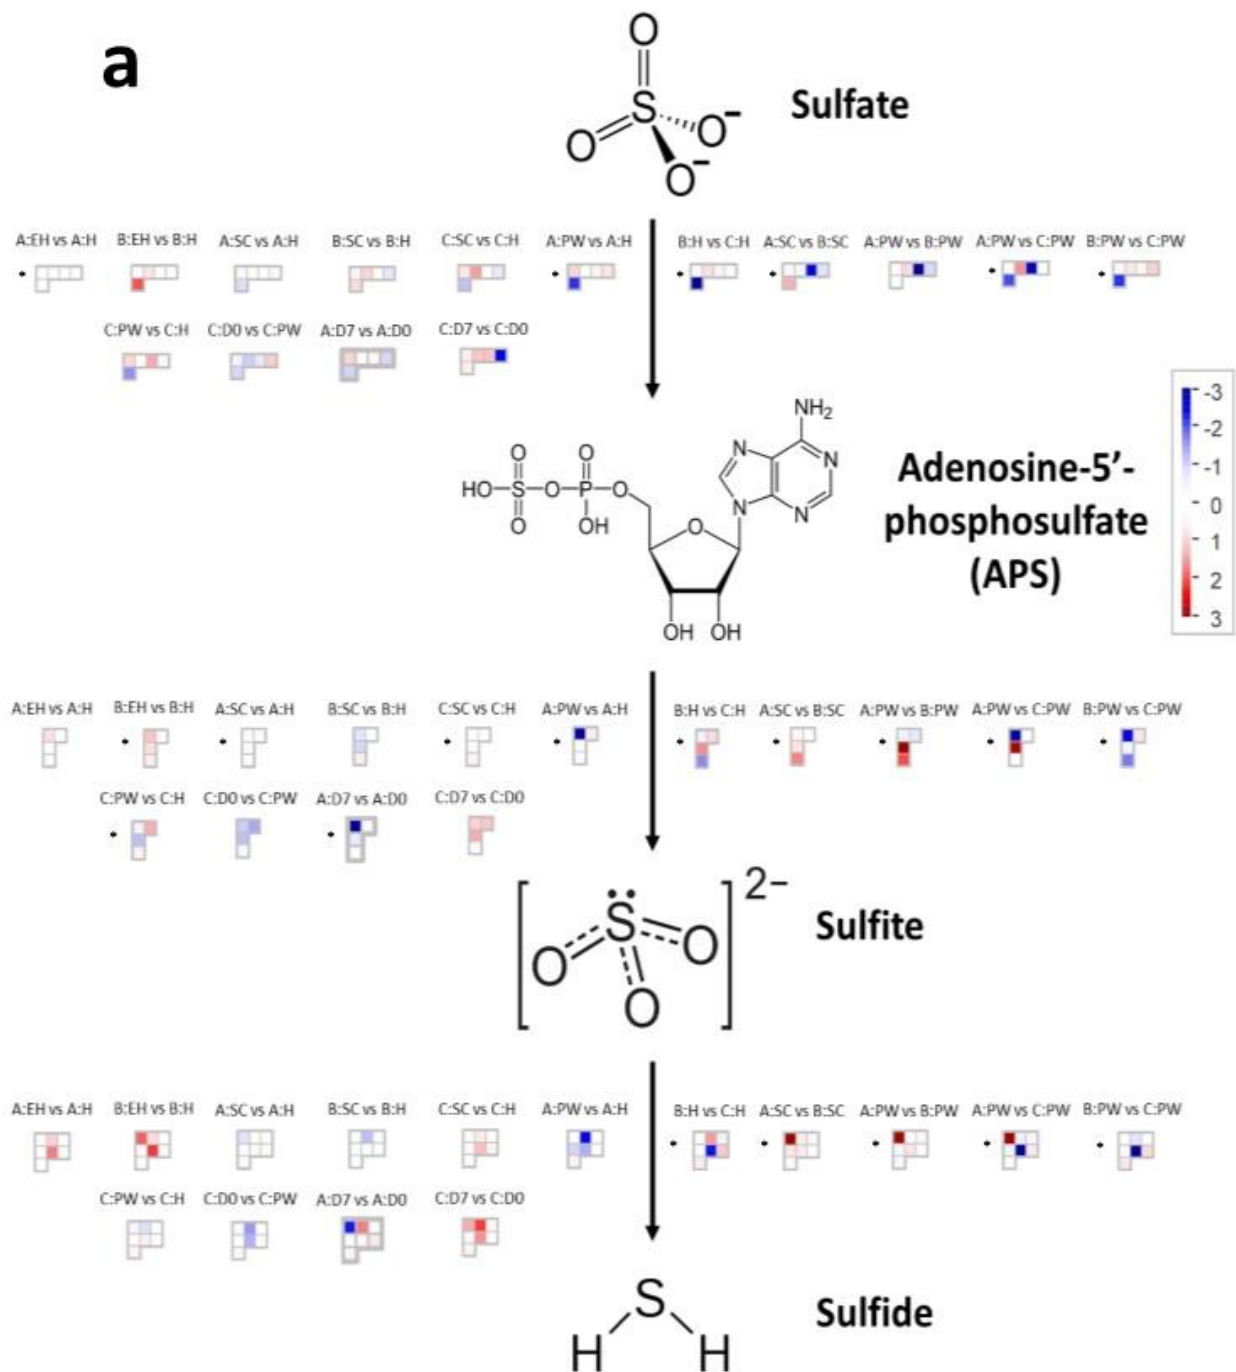 a
O
S
O
O−
O−
Sulfate
A:EH vs A:H B:EH vs B:H A:SC vs A:H B:SC vs B:H C:SC vs C:H A:PW vs A:H B:H vs C:H A:SC vs B:SC A:PW vs B:PW A:PW vs C:PW B:PW vs C:PW
C:PW vs C:H C:D0 vs C:PW A:D7 vs A:D0 C:D7 vs C:D0
-3
-2
-1
0
1
2
3
NH2
N
N
N
N
O O
HO S O P O
O OH
O
OH OH
Adenosine-5’-
phosphosulfate
(APS)
A:EH vs A:H B:EH vs B:H A:SC vs A:H B:SC vs B:H C:SC vs C:H A:PW vs A:H B:H vs C:H A:SC vs B:SC A:PW vs B:PW A:PW vs C:PW B:PW vs C:PW
C:PW vs C:H C:D0 vs C:PW A:D7 vs A:D0 C:D7 vs C:D0
2−
S
O
O
O
Sulfite
A:EH vs A:H B:EH vs B:H A:SC vs A:H B:SC vs B:H C:SC vs C:H A:PW vs A:H B:H vs C:H A:SC vs B:SC A:PW vs B:PW A:PW vs C:PW B:PW vs C:PW
C:PW vs C:H C:D0 vs C:PW A:D7 vs A:D0 C:D7 vs C:D0
S
H H
Sulfide